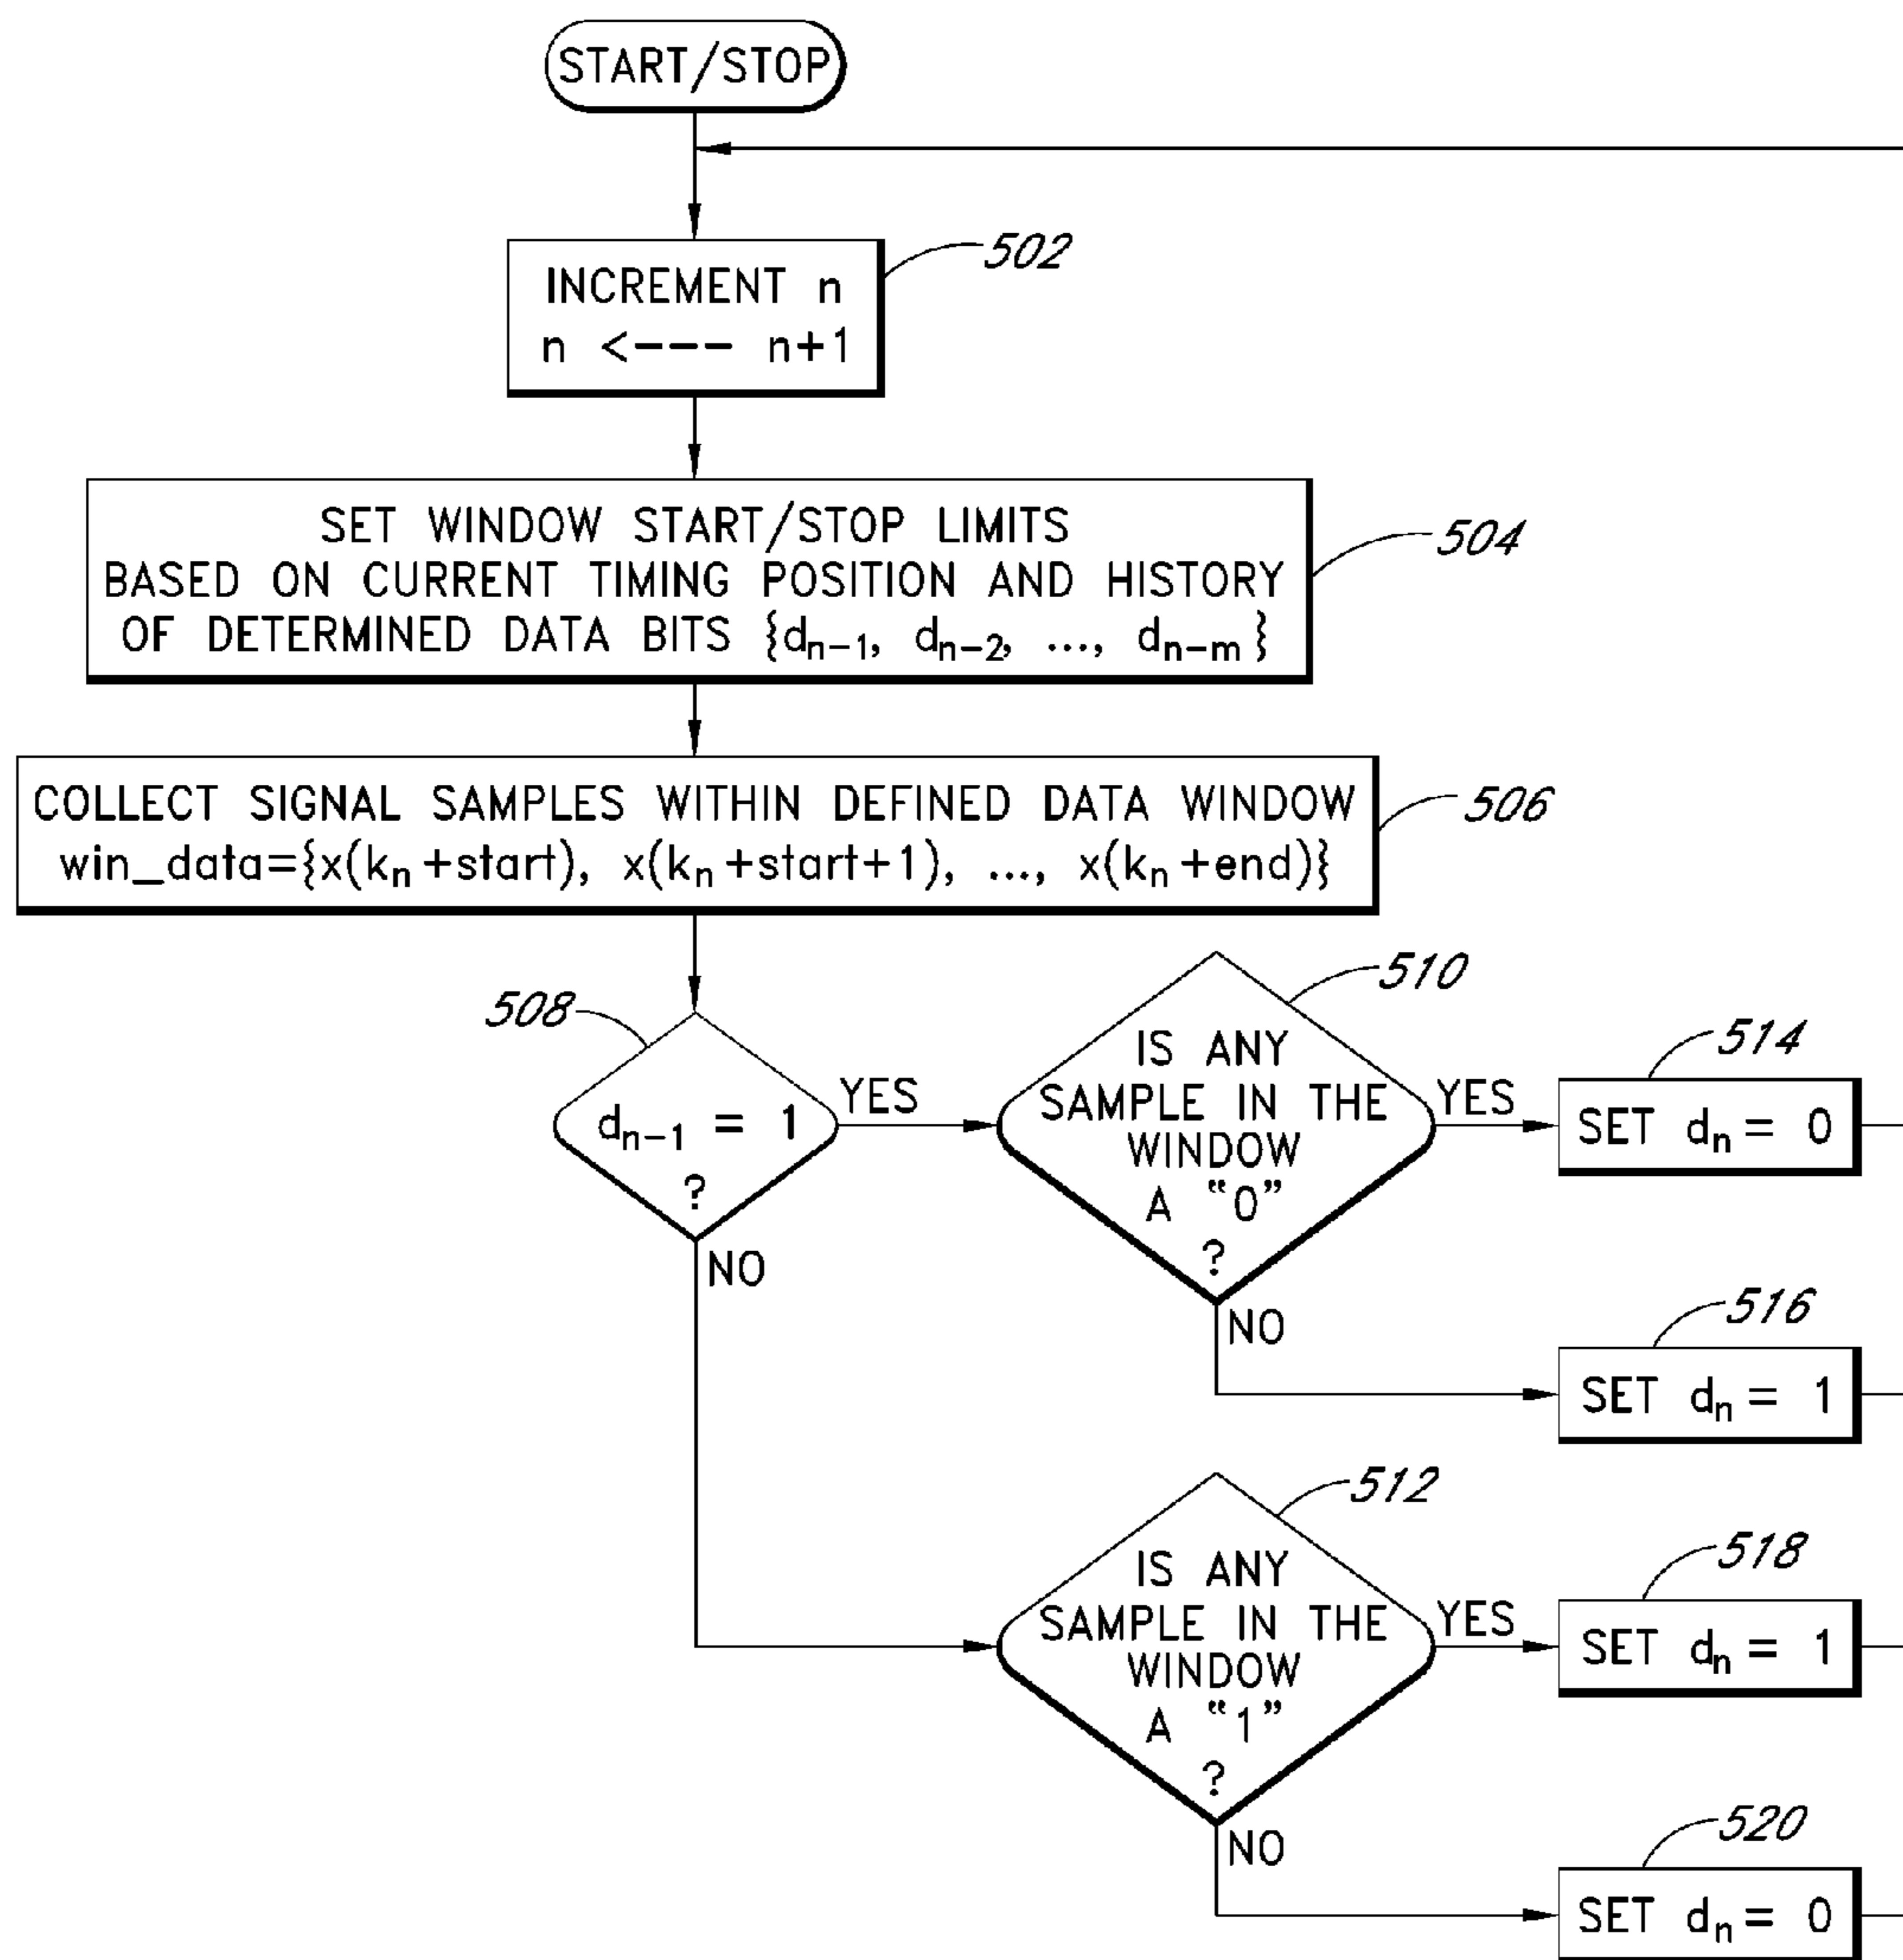 START/STOP
502
INCREMENT n
n <--- n+1
504
SET WINDOW START/STOP LIMITS
BASED ON CURRENT TIMING POSITION AND HISTORY
OF DETERMINED DATA BITS {dn-1, dn-2, ..., dn-m}
506
COLLECT SIGNAL SAMPLES WITHIN DEFINED DATA WINDOW
win_data={x(kn+start), x(kn+start+1), ..., x(kn+end)}
508
dn-1 = 1
?
YES
NO
510
IS ANY
SAMPLE IN THE
WINDOW
A "0"
?
YES
NO
514
SET dn = 0
516
SET dn = 1
512
IS ANY
SAMPLE IN THE
WINDOW
A "1"
?
YES
NO
518
SET dn = 1
520
SET dn = 0